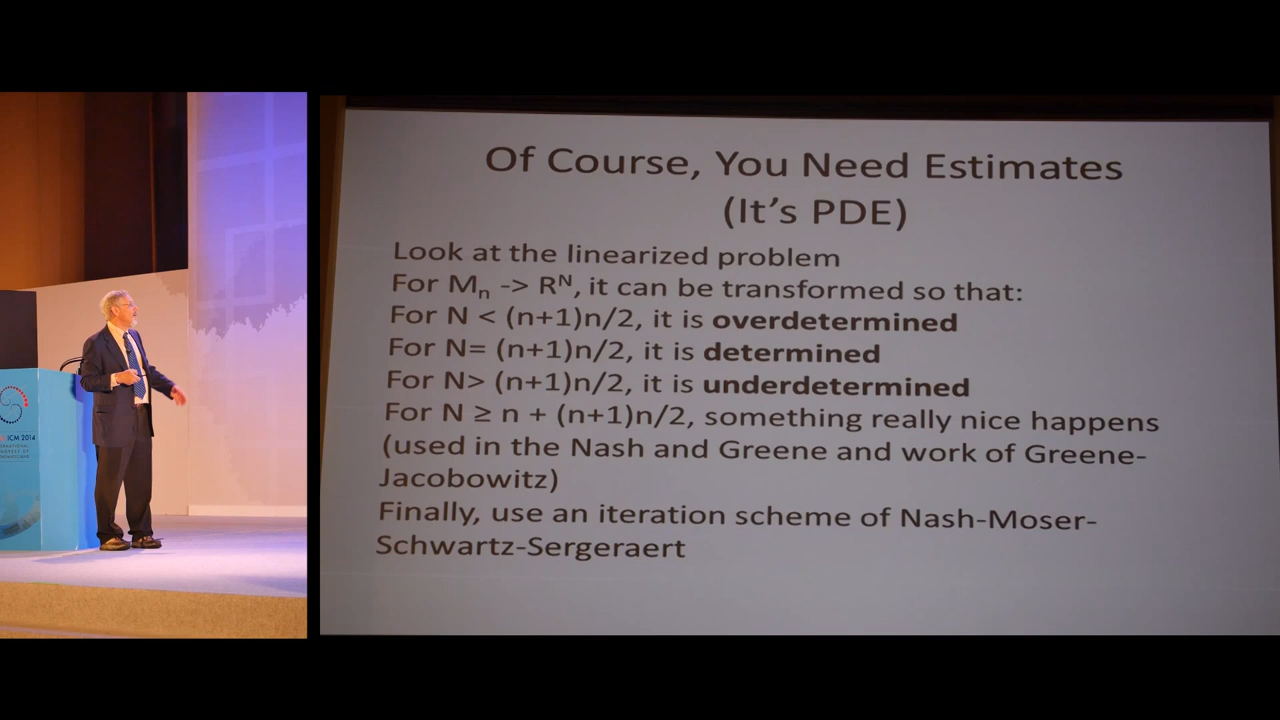 Of Course, You Need Estimates
(It's PDE)
Look at the linearized problem
For Mn -> RN, it can be transformed so that:
For N < (n+1)n/2, it is overdetermined
For N= (n+1)n/2, it is determined
For N> (n+1)n/2, it is underdetermined
For N ≥ n + (n+1)n/2, something really nice happens
(used in the Nash and Greene and work of Greene-
Jacobowitz)
Finally, use an iteration scheme of Nash-Moser-
Schwartz-Sergeraert
ICM 2014